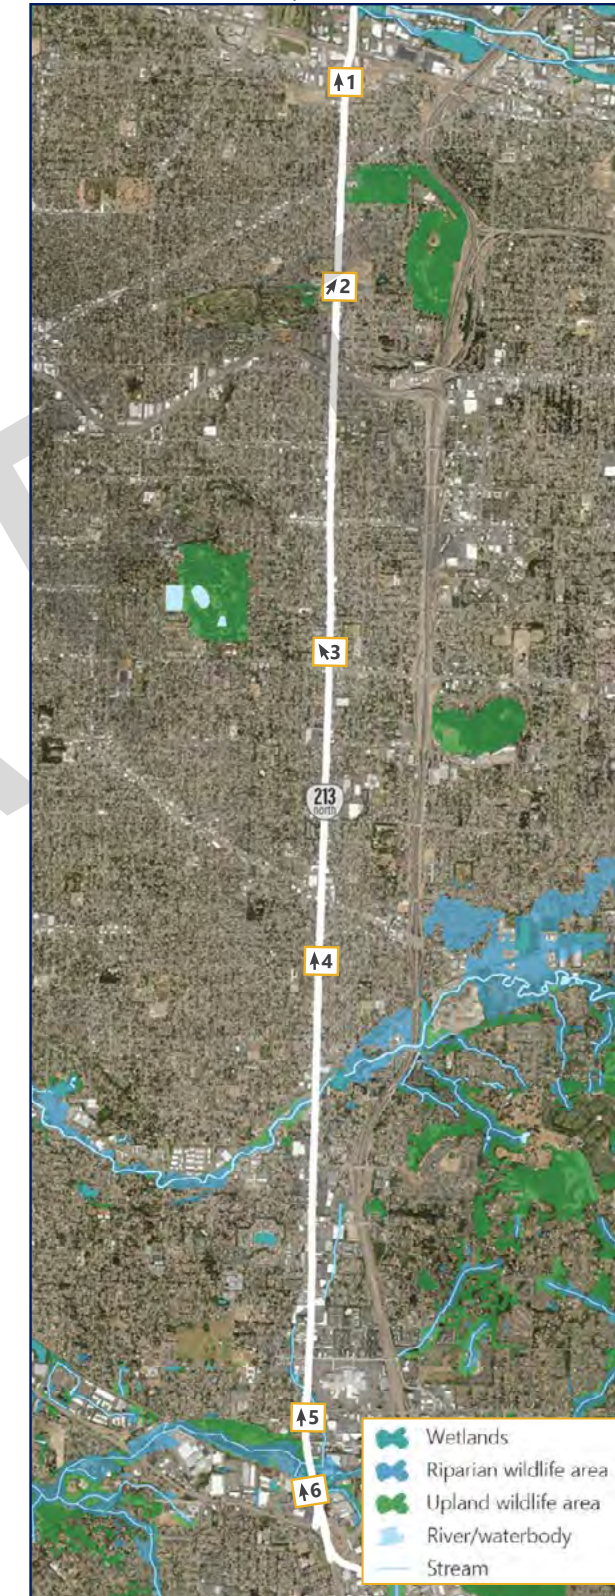 1
2
3
213
north
4
5
6
Wetlands
Riparian wildlife area
Upland wildlife area
River/waterbody
Stream